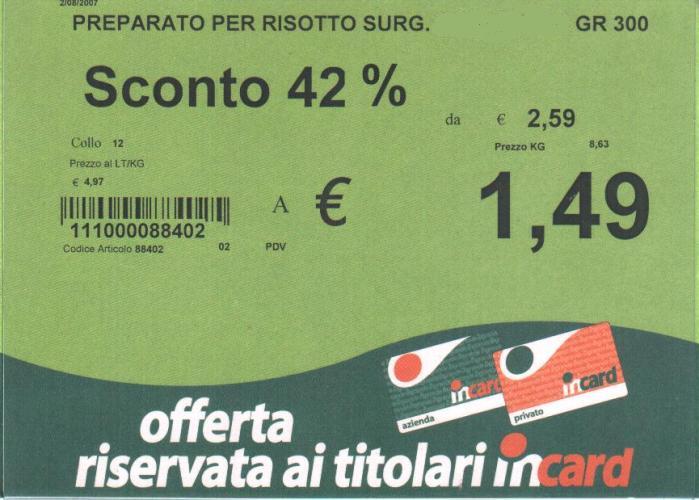 2/08/2007
PREPARATO PER RISOTTO SURG. GR 300
Sconto 42 %
da € 2,59
Collo 12
Prezzo KG 8,63
Prezzo al LT/KG
€ 4,97
A € 1,49
111000088402
Codice Articolo 88402 02 PDV
incard
azienda
incard
privato
offerta
riservata ai titolari incard